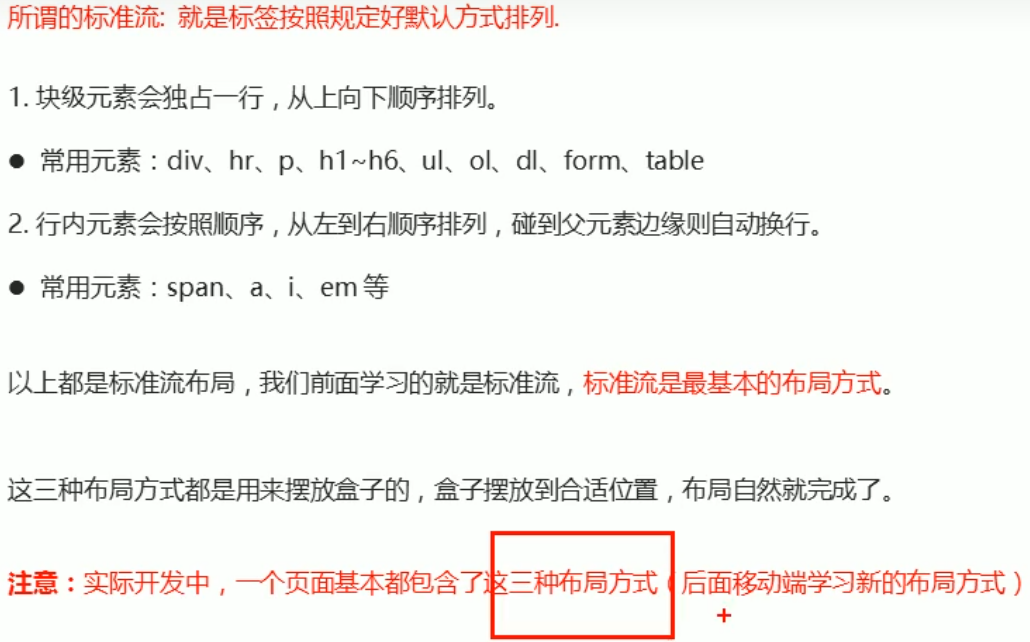 所谓的标准流: 就是标签按照规定好默认方式排列.
1. 块级元素会独占一行，从上向下顺序排列。
● 常用元素：div、hr、p、h1~h6、ul、ol、dl、form、table
2. 行内元素会按照顺序，从左到右顺序排列，碰到父元素边缘则自动换行。
● 常用元素：span、a、i、em 等
以上都是标准流布局，我们前面学习的就是标准流，标准流是最基本的布局方式。
这三种布局方式都是用来摆放盒子的，盒子摆放到合适位置，布局自然就完成了。
注意：实际开发中，一个页面基本都包含了这三种布局方式（后面移动端学习新的布局方式）